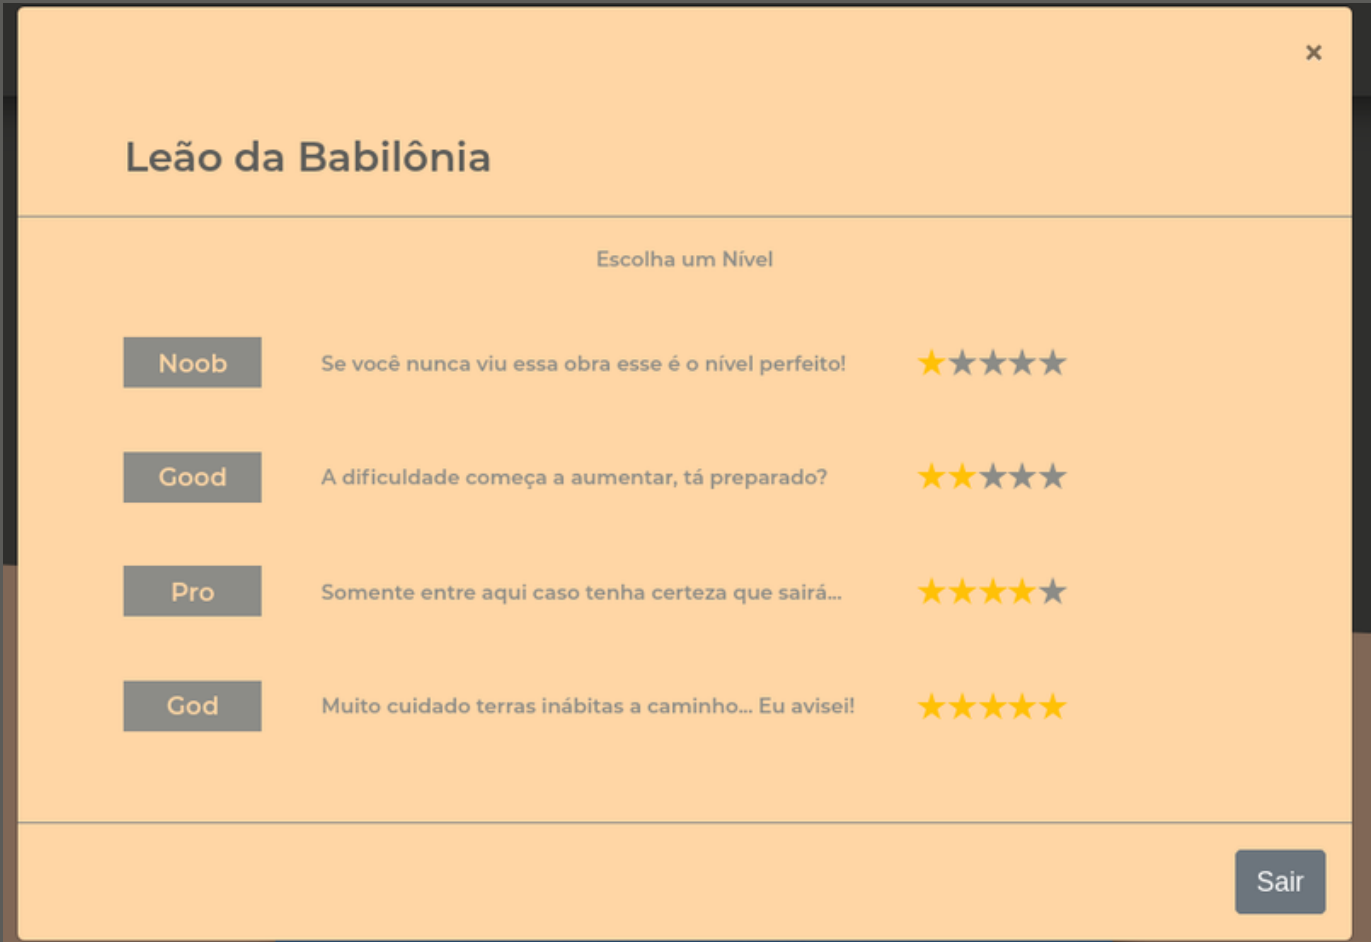 ×
Leão da Babilônia
Escolha um Nível
Noob Se você nunca viu essa obra esse é o nível perfeito!
Good A dificuldade começa a aumentar, tá preparado?
Pro Somente entre aqui caso tenha certeza que sairá...
God Muito cuidado terras inábitas a caminho... Eu avisei!
Sair